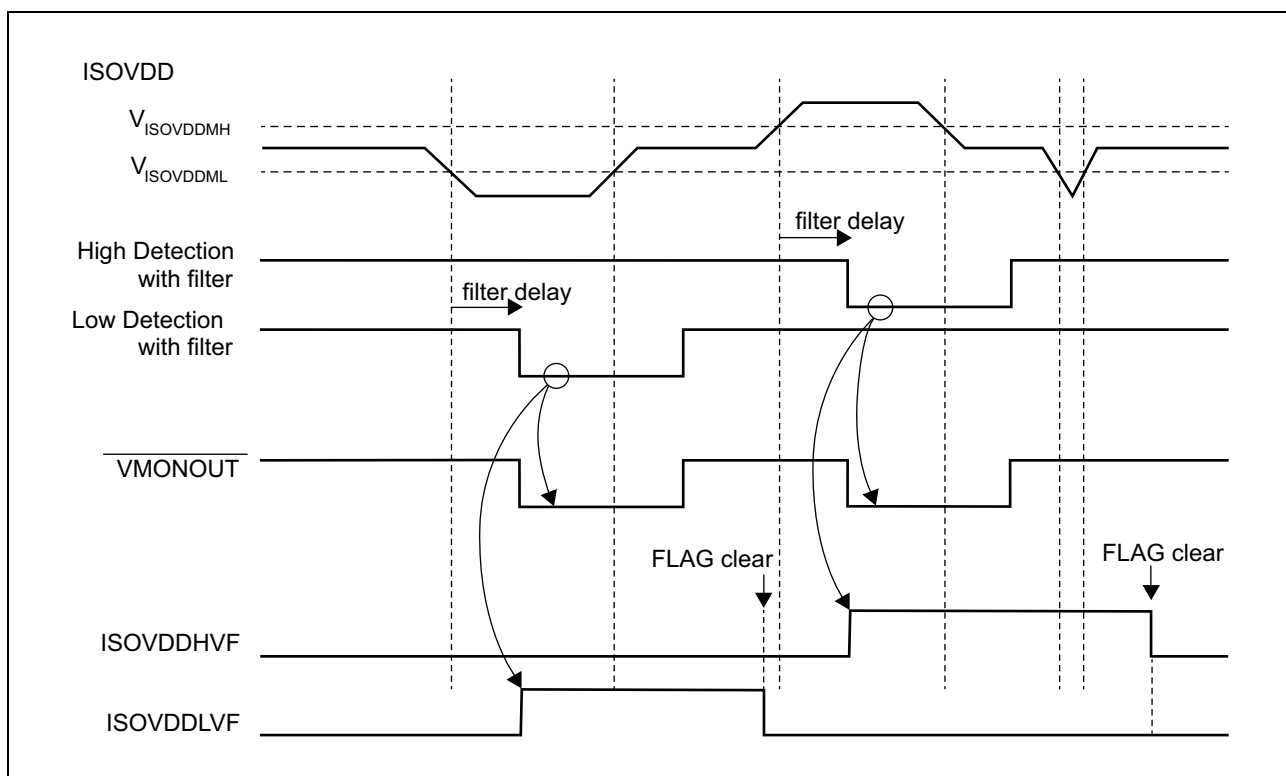 ISOVDD
VISOVDDMH
VISOVDDML
filter delay
High Detection
with filter
filter delay
Low Detection
with filter
VMONOUT
FLAG clear
FLAG clear
ISOVDDHVF
ISOVDDLVF